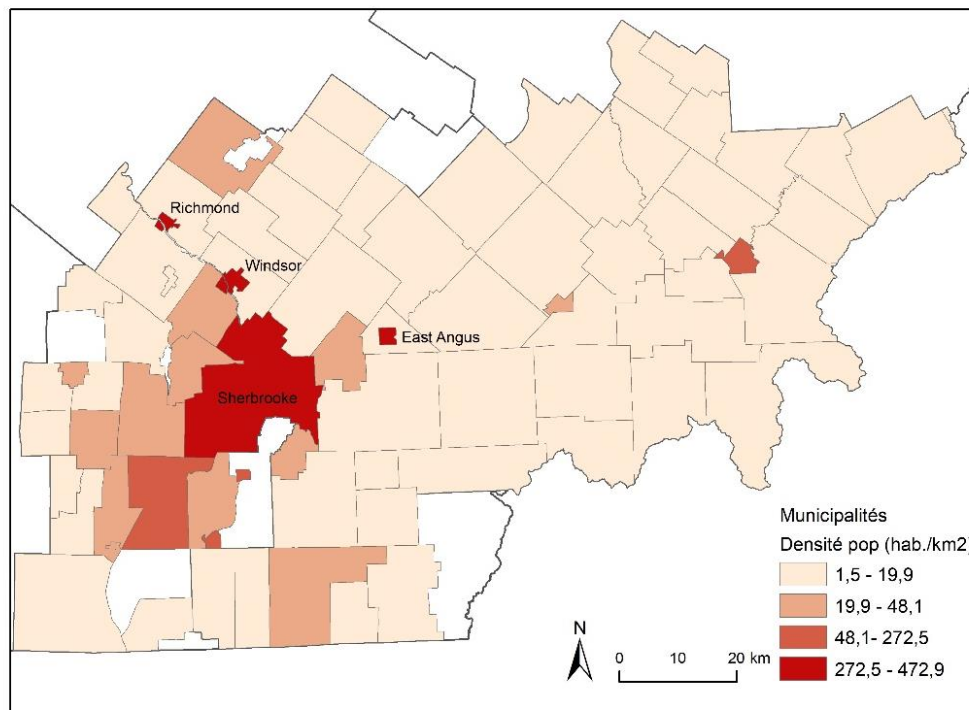 Richmond
Windsor
East Angus
Sherbrooke
Municipalités
Densité pop (hab./km2)
1,5 - 19,9
19,9 - 48,1
48,1- 272,5
272,5 - 472,9
N
0 10 20 km